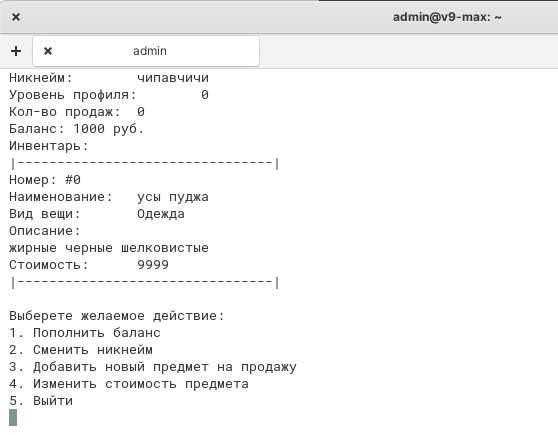 admin@v9-max: ~
admin
Никнейм: чипавчичи
Уровень профиля: 0
Кол-во продаж: 0
Баланс: 1000 руб.
Инвентарь:
|--------------------------------|
Номер: #0
Наименование: усы пуджа
Вид вещи: Одежда
Описание:
жирные черные шелковистые
Стоимость: 9999
|--------------------------------|
Выберете желаемое действие:
1. Пополнить баланс
2. Сменить никнейм
3. Добавить новый предмет на продажу
4. Изменить стоимость предмета
5. Выйти